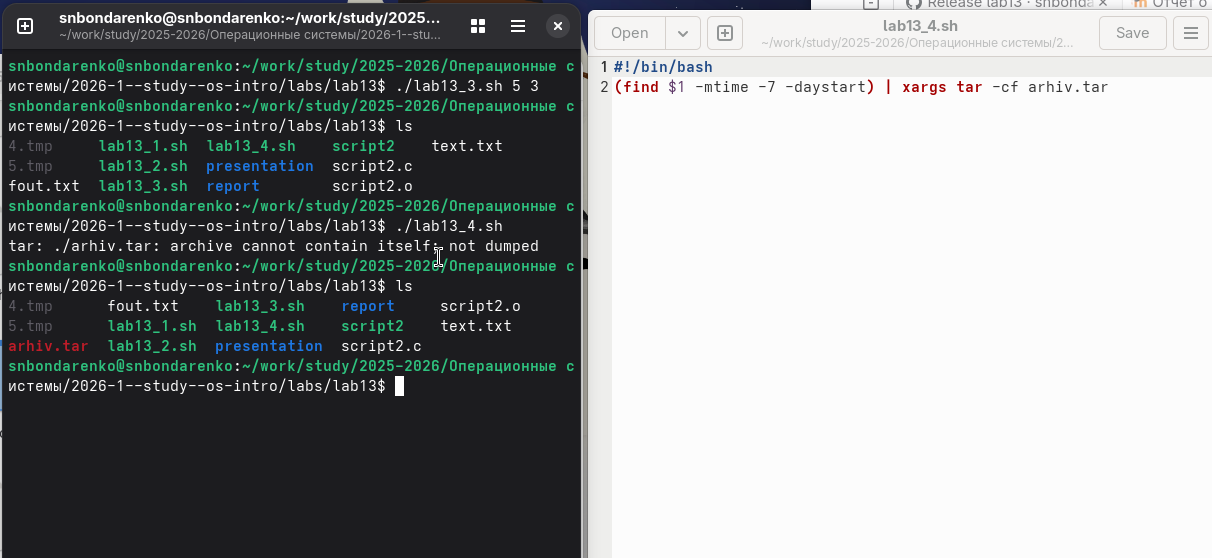 snbondarenko@snbondarenko:~/work/study/2025...
~/work/study/2025-2026/Операционные системы/2026-1--stu...
snbondarenko@snbondarenko:~/work/study/2025-2026/Операционные с
истемы/2026-1--study--os-intro/labs/lab13$ ./lab13_3.sh 5 3
snbondarenko@snbondarenko:~/work/study/2025-2026/Операционные с
истемы/2026-1--study--os-intro/labs/lab13$ ls
4.tmp lab13_1.sh lab13_4.sh script2 text.txt
5.tmp lab13_2.sh presentation script2.c
fout.txt lab13_3.sh report script2.o
snbondarenko@snbondarenko:~/work/study/2025-2026/Операционные с
истемы/2026-1--study--os-intro/labs/lab13$ ./lab13_4.sh
tar: ./arhiv.tar: archive cannot contain itself; not dumped
snbondarenko@snbondarenko:~/work/study/2025-2026/Операционные с
истемы/2026-1--study--os-intro/labs/lab13$ ls
4.tmp fout.txt lab13_3.sh report script2.o
5.tmp lab13_1.sh lab13_4.sh script2 text.txt
arhiv.tar lab13_2.sh presentation script2.c
snbondarenko@snbondarenko:~/work/study/2025-2026/Операционные с
истемы/2026-1--study--os-intro/labs/lab13$
Release lab13 · snbonda
Отчет о
Open
lab13_4.sh
~/work/study/2025-2026/Операционные системы/2...
Save
1 #!/bin/bash
2 (find $1 -mtime -7 -daystart) | xargs tar -cf arhiv.tar